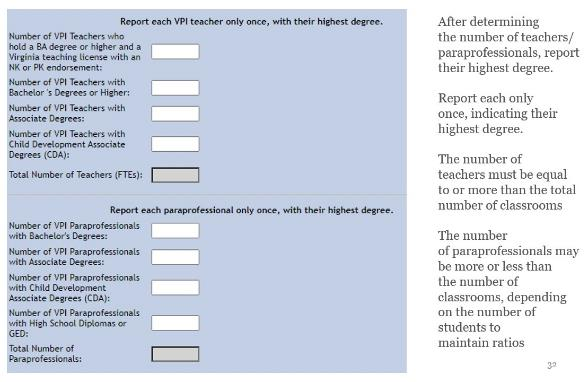 Report each VPI teacher only once, with their highest degree.
Number of VPI Teachers who
hold a BA degree or higher and a
Virginia teaching license with an
NK or PK endorsement:
Number of VPI Teachers with
Bachelor 's Degrees or Higher:
Number of VPI Teachers with
Associate Degrees:
Number of VPI Teachers with
Child Development Associate
Degrees (CDA):
Total Number of Teachers (FTEs):
Report each paraprofessional only once, with their highest degree.
Number of VPI Paraprofessionals
with Bachelor's Degrees:
Number of VPI Paraprofessionals
with Associate Degrees:
Number of VPI Paraprofessionals
with Child Development
Associate Degrees (CDA):
Number of VPI Paraprofessionals
with High School Diplomas or
GED:
Total Number of
Paraprofessionals:
After determining
the number of teachers/
paraprofessionals, report
their highest degree.
Report each only
once, indicating their
highest degree.
The number of
teachers must be equal
to or more than the total
number of classrooms
The number
of paraprofessionals may
be more or less than
the number of
classrooms, depending
on the number of
students to
maintain ratios
32